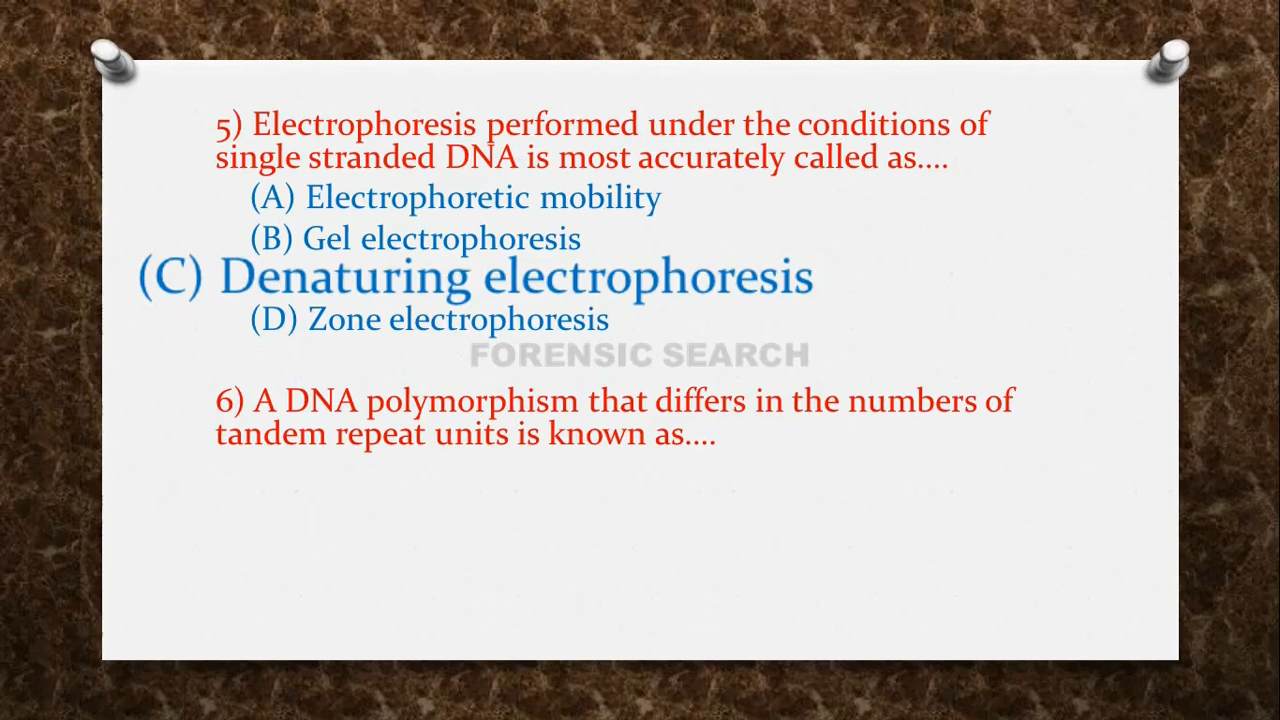 5) Electrophoresis performed under the conditions of
single stranded DNA is most accurately called as....
(A) Electrophoretic mobility
(B) Gel electrophoresis
(C) Denaturing electrophoresis
(D) Zone electrophoresis
FORENSIC SEARCH
6) A DNA polymorphism that differs in the numbers of
tandem repeat units is known as....